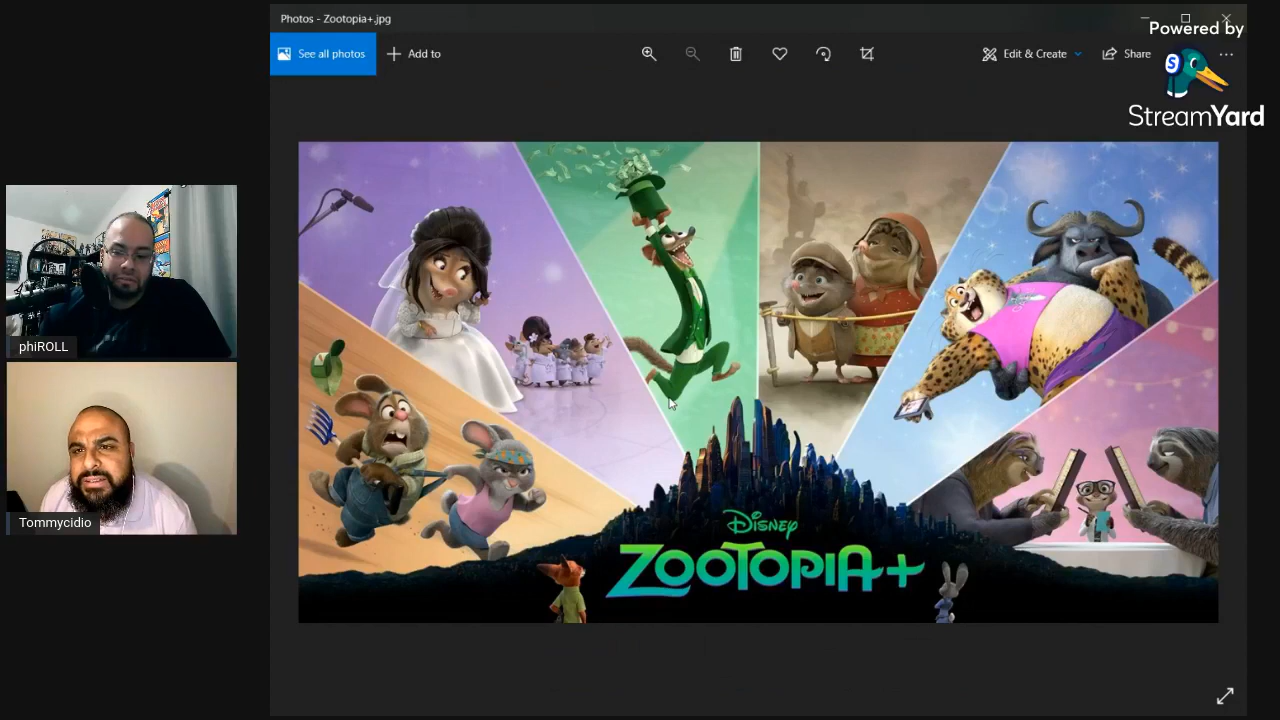 Photos - Zootopia+.jpg
Powered by
See all photos
Add to
Edit & Create
Share
S
StreamYard
phiROLL
Tommycidio
Disney
ZOOTOPIA+